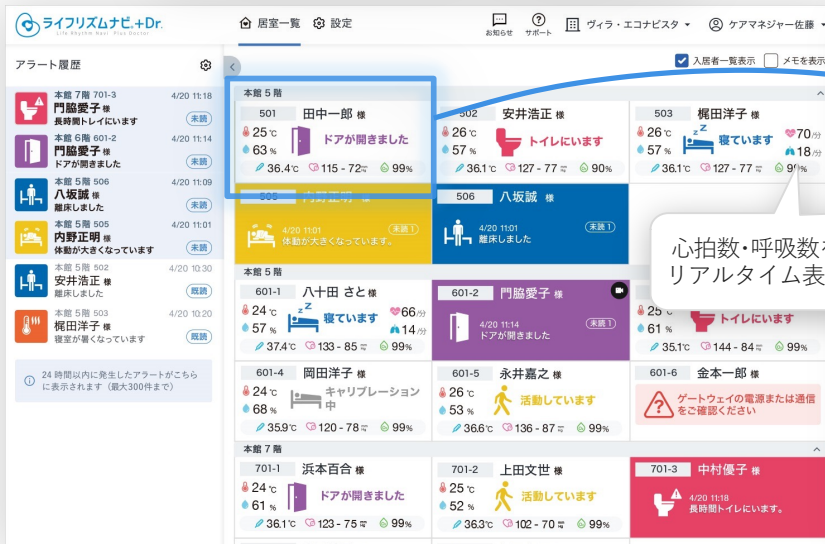 ライフリズムナビ+Dr.
Life Rhythm Navi Plus Doctor
居室一覧
設定
お知らせ
サポート
ヴィラ・エコナビスタ
ケアマネジャー佐藤
アラート履歴
入居者一覧表示
メモを表示
本館 7階 701-3 4/20 11:18
門脇愛子 様
長時間トイレにいます 未読
本館 6階 601-2 4/20 11:14
門脇愛子 様
ドアが開きました 未読
本館 5階 506 4/20 11:09
八坂誠 様
離床しました 未読
本館 5階 505 4/20 11:01
内野正明 様
体動が大きくなっています 未読
本館 5階 502 4/20 10:30
安井浩正 様
離床しました 既読
本館 5階 503 4/20 10:20
梶田洋子 様
寝室が暑くなっています 既読
24 時間以内に発生したアラートがこちら
に表示されます（最大300件まで）
本館 5階
501 田中一郎 様
25 ℃
63 %
ドアが開きました
36.4℃ 115 - 72 99%
502 安井浩正 様
26 ℃
57 %
トイレにいます
36.1℃ 127 - 77 90%
503 梶田洋子 様
26 ℃
57 %
寝ています
70/分
18/分
36.1℃ 127 - 77 99%
505 内野正明 様
4/20 11:01 未読 1
体動が大きくなっています。
506 八坂誠 様
4/20 11:01 未読 1
離床しました
心拍数・呼吸数を
リアルタイム表
本館 5階
601-1 八十田 さと 様
24 ℃
57 %
寝ています
66/分
14/分
37.4℃ 133 - 85 99%
601-2 門脇愛子 様
4/20 11:14 未読 1
ドアが開きました
25 ℃
61 %
トイレにいます
35.1℃ 144 - 84 99%
601-4 岡田洋子 様
24 ℃
68 %
キャリブレーション
中
35.9℃ 120 - 78 99%
601-5 永井嘉之 様
26 ℃
53 %
活動しています
36.6℃ 136 - 87 99%
601-6 金本一郎 様
ゲートウェイの電源または通信
をご確認ください
本館 7階
701-1 浜本百合 様
24 ℃
61 %
ドアが開きました
36.1℃ 123 - 75 99%
701-2 上田文世 様
25 ℃
52 %
活動しています
36.3℃ 102 - 70 99%
701-3 中村優子 様
4/20 11:18
長時間トイレにいます。